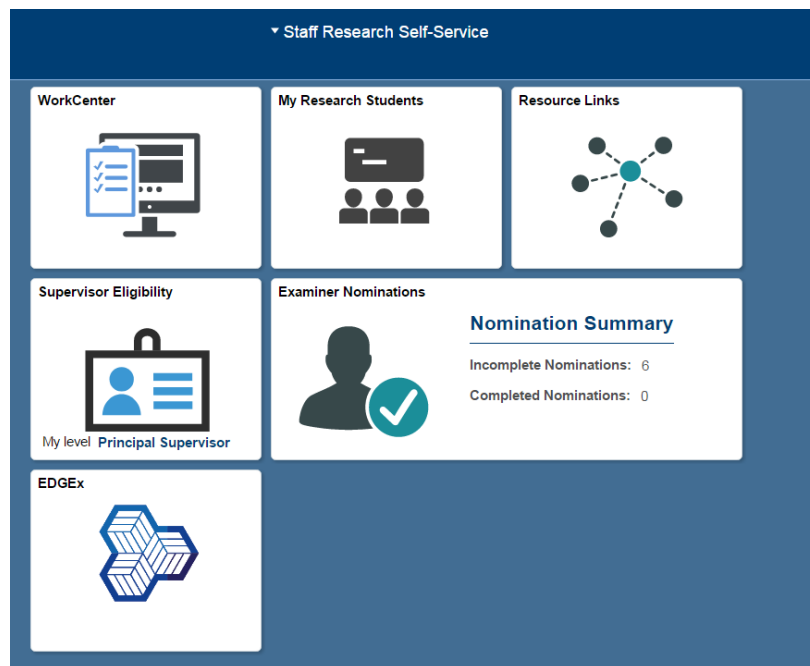 Staff Research Self-Service
WorkCenter
My Research Students
Resource Links
Supervisor Eligibility
My level Principal Supervisor
Examiner Nominations
Nomination Summary
Incomplete Nominations: 6
Completed Nominations: 0
EDGEx